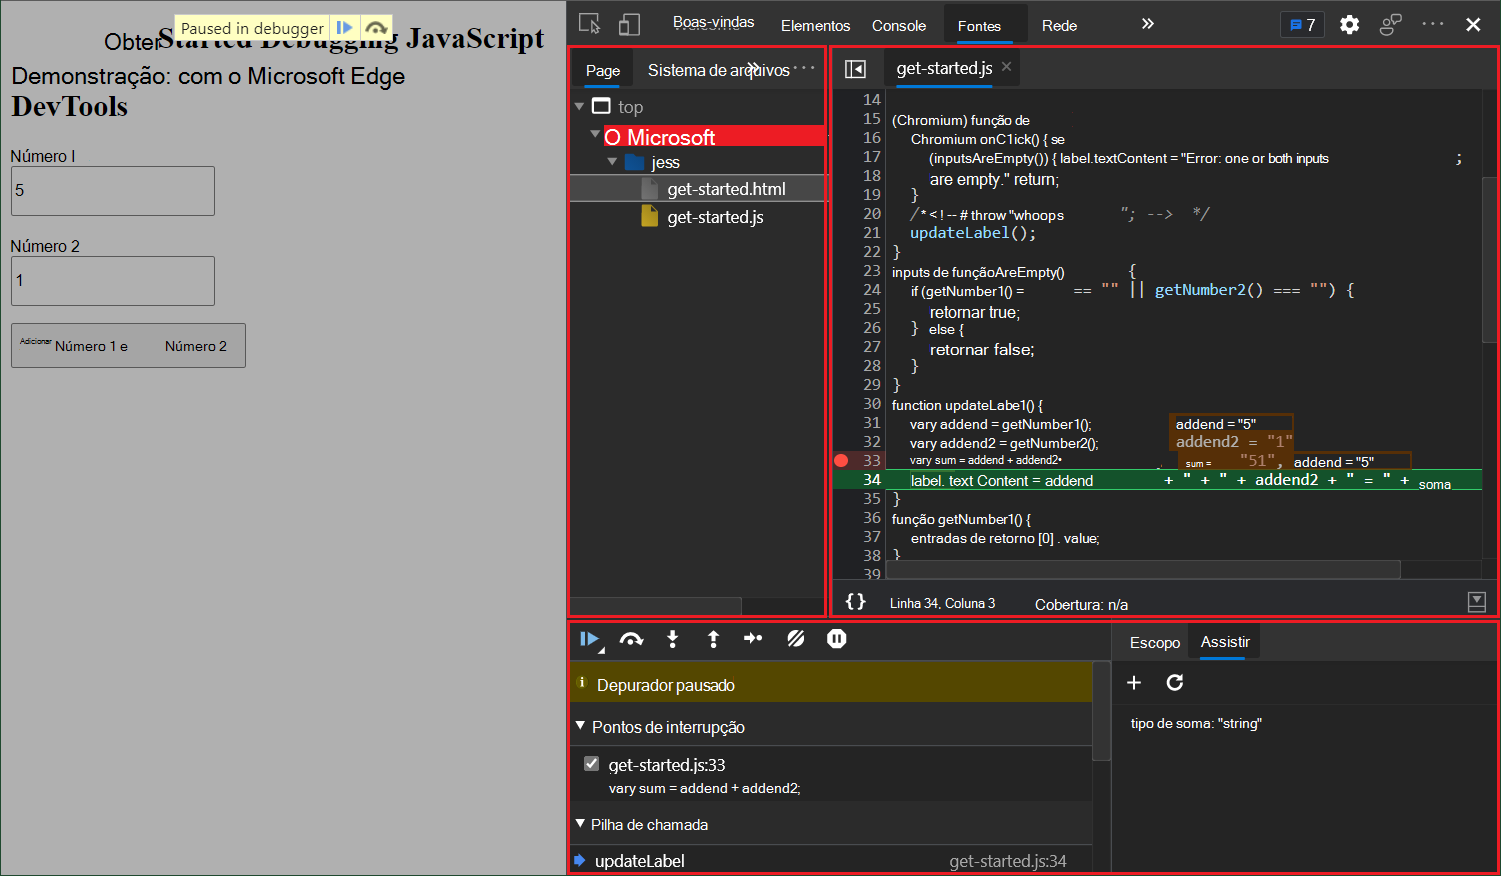 Paused in debugger
Obter Started Debugging JavaScript
Demonstração: com o Microsoft Edge
DevTools
Número I
5
Número 2
1
Adicionar Número 1 e Número 2
Boas-vindas
Elementos
Console
Fontes
Rede
7
Page
Sistema de arquivos
top
O Microsoft
jess
get-started.html
get-started.js
get-started.js
14
15 (Chromium) função de
16 Chromium onC1ick() { se
17 (inputsAreEmpty()) { label.textContent = "Error: one or both inputs ;
18 are empty." return;
19 }
20 /* < ! -- # throw "whoops "; --> */
21 updateLabel();
22 }
23 inputs de funçãoAreEmpty() {
24 if (getNumber1() = == "" || getNumber2() === "") {
25 retornar true;
26 } else {
27 retornar false;
28 }
29 }
30 function updateLabe1() {
31 vary addend = getNumber1(); addend = "5"
32 vary addend2 = getNumber2(); addend2 = "1"
33 vary sum = addend + addend2• sum = "51", addend = "5"
34 label. text Content = addend + " + " + addend2 + " = " + soma
35 }
36 função getNumber1() {
37 entradas de retorno [0] . value;
38 }
39
{} Linha 34, Coluna 3 Cobertura: n/a
Depurador pausado
Pontos de interrupção
get-started.js:33
vary sum = addend + addend2;
Pilha de chamada
updateLabel get-started.js:34
Escopo
Assistir
tipo de soma: "string"